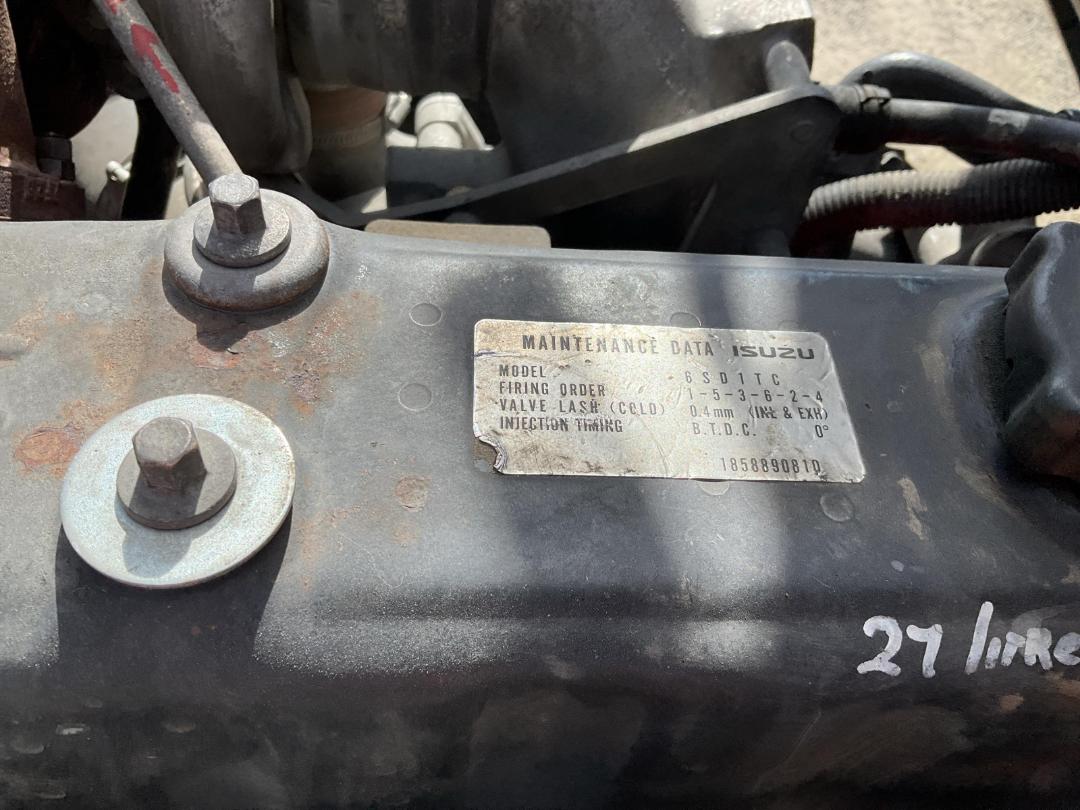 MAINTENANCE DATA ISUZU
MODEL 6SD1TC
FIRING ORDER 1-5-3-6-2-4
VALVE LASH (COLD) 0.4mm (INL & EXH)
INJECTION TIMING B.T.D.C. 0°
1858890810
27 litre